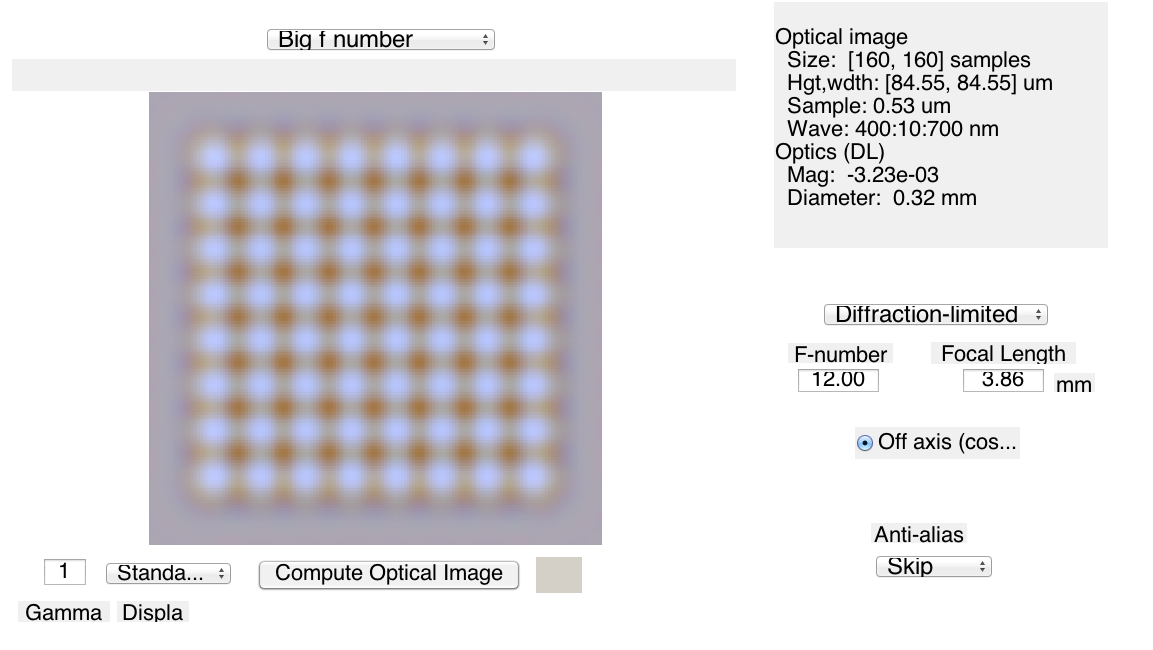 Big f number
Optical image
Size: [160, 160] samples
Hgt,wdth: [84.55, 84.55] um
Sample: 0.53 um
Wave: 400:10:700 nm
Optics (DL)
Mag: -3.23e-03
Diameter: 0.32 mm
Diffraction-limited
F-number Focal Length
12.00 3.86 mm
Off axis (cos...
Anti-alias
Skip
1 Standa... Compute Optical Image
Gamma Displa